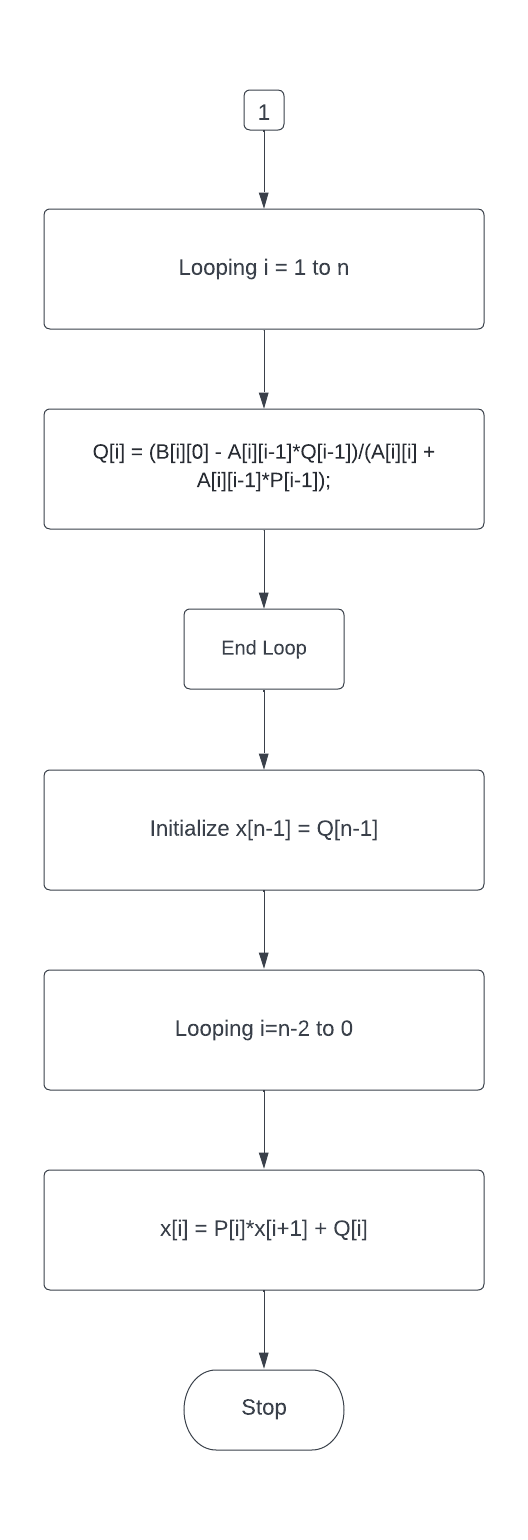 1
Looping i = 1 to n
Q[i] = (B[i][0] - A[i][i-1]*Q[i-1])/(A[i][i] +
A[i][i-1]*P[i-1]);
End Loop
Initialize x[n-1] = Q[n-1]
Looping i=n-2 to 0
x[i] = P[i]*x[i+1] + Q[i]
Stop